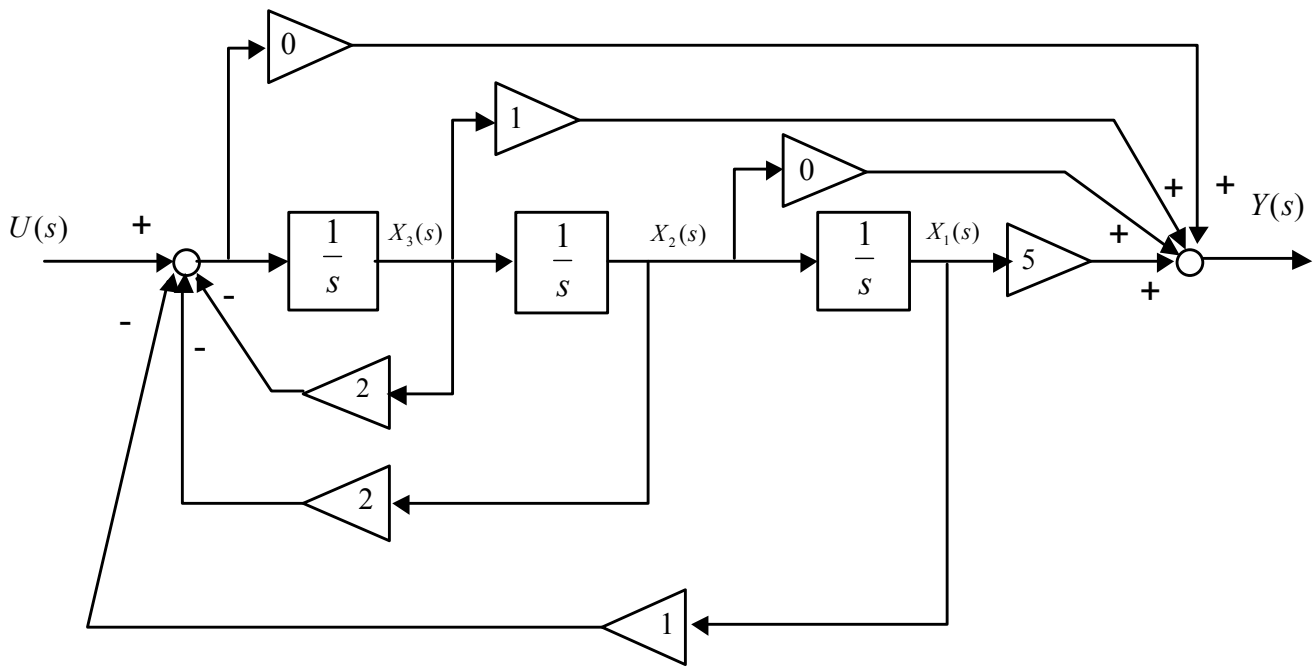 0
1
0
U(s)
+
1/s
X₃(s)
1/s
X₂(s)
1/s
X₁(s)
5
+
+
+
+
Y(s)
-
-
-
2
2
1